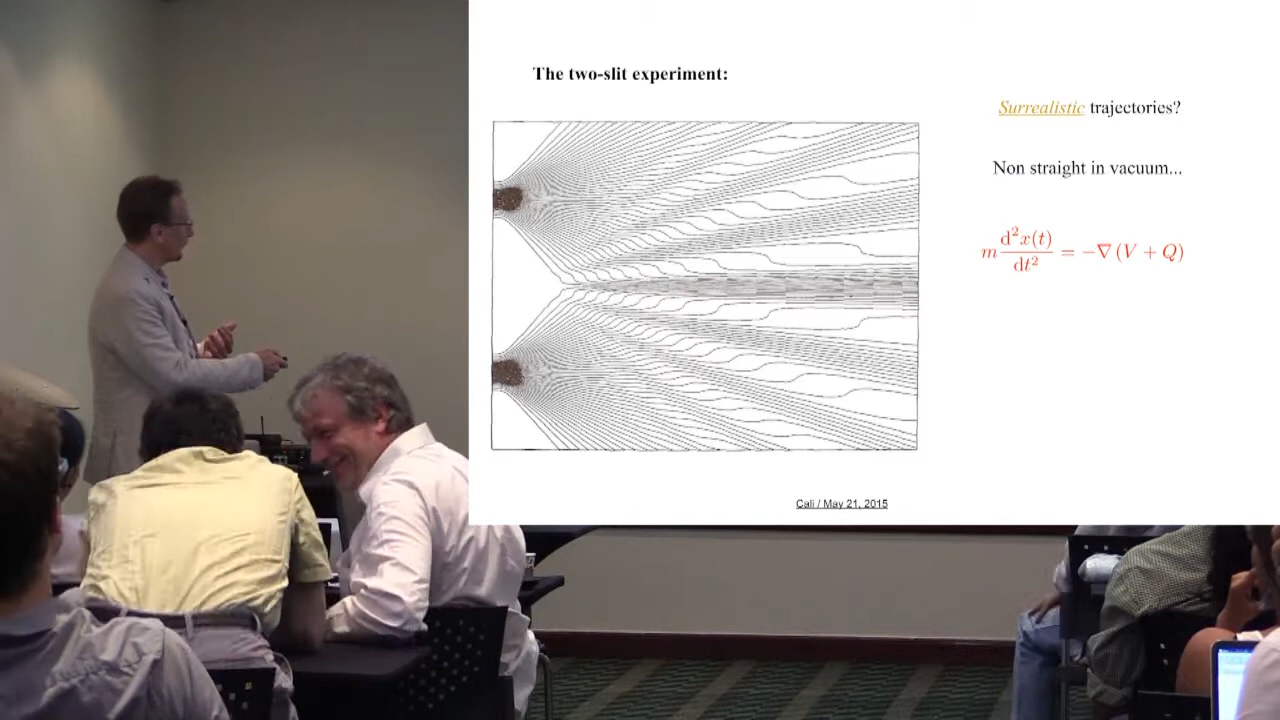 The two-slit experiment:
Surrealistic trajectories?
Non straight in vacuum...
m d²x(t)/dt² = −∇(V + Q)
Cali / May 21, 2015